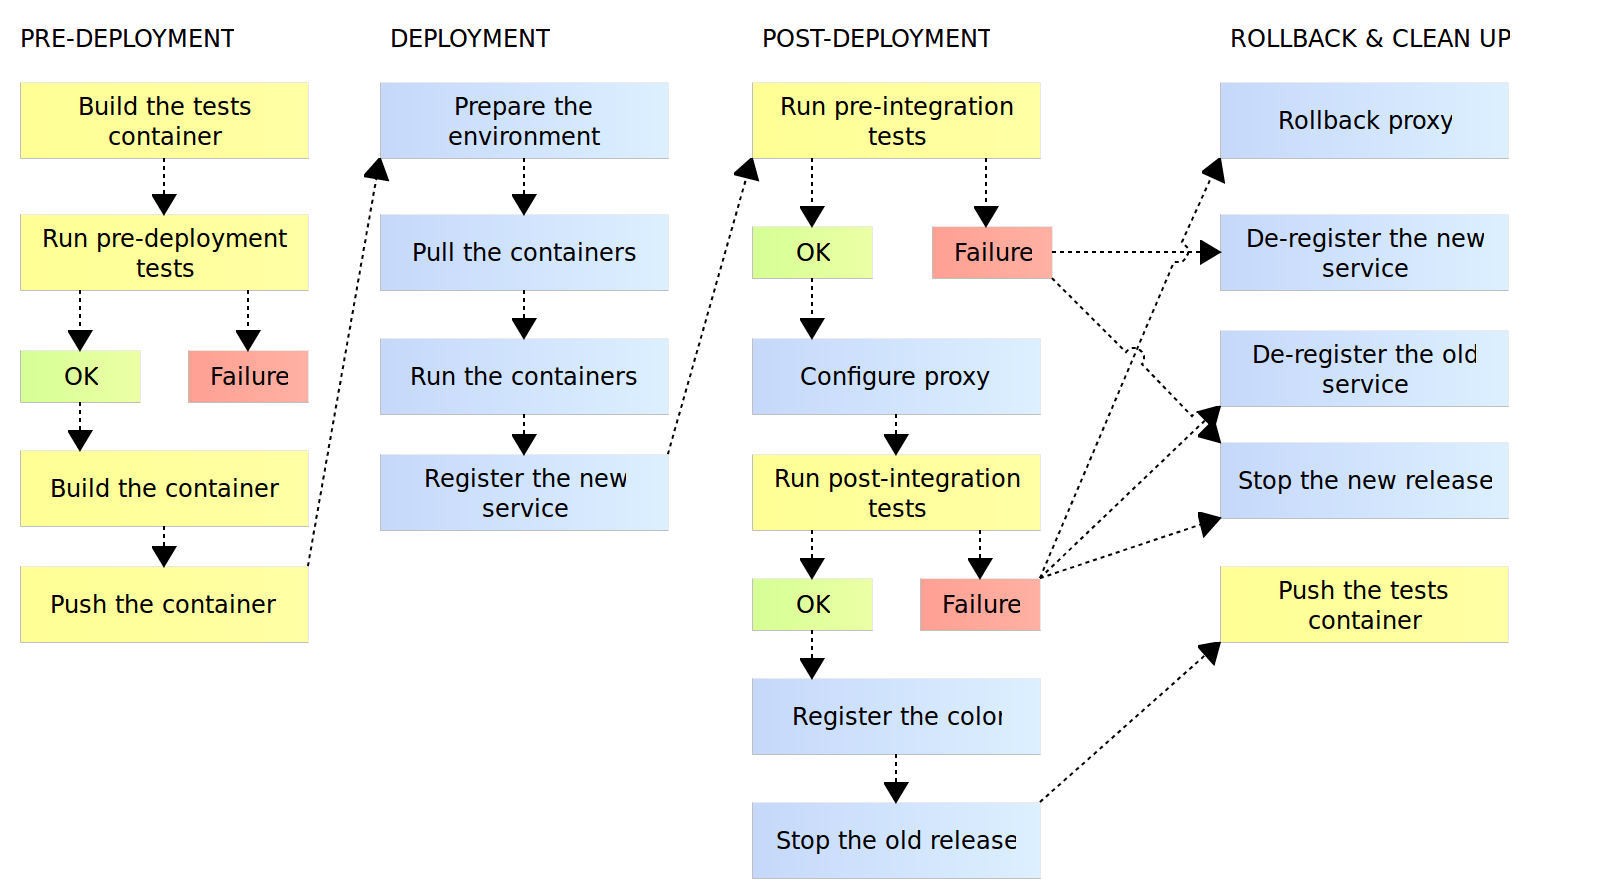 PRE-DEPLOYMENT
Build the tests
container
Run pre-deployment
tests
OK
Failure
Build the container
Push the container
DEPLOYMENT
Prepare the
environment
Pull the containers
Run the containers
Register the new
service
POST-DEPLOYMENT
Run pre-integration
tests
OK
Failure
Configure proxy
Run post-integration
tests
OK
Failure
Register the color
Stop the old release
ROLLBACK & CLEAN UP
Rollback proxy
De-register the new
service
De-register the old
service
Stop the new release
Push the tests
container